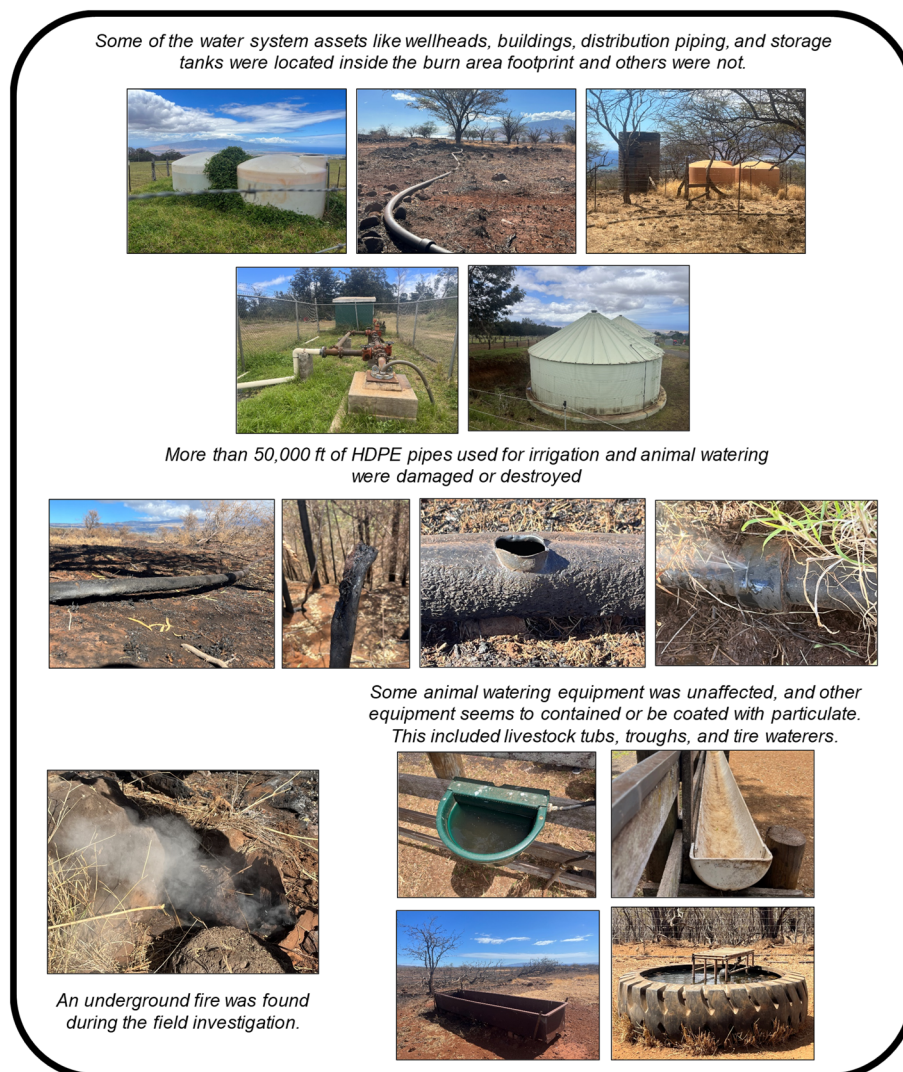 Some of the water system assets like wellheads, buildings, distribution piping, and storage
tanks were located inside the burn area footprint and others were not.
More than 50,000 ft of HDPE pipes used for irrigation and animal watering
were damaged or destroyed
Some animal watering equipment was unaffected, and other
equipment seems to contained or be coated with particulate.
This included livestock tubs, troughs, and tire waterers.
An underground fire was found
during the field investigation.